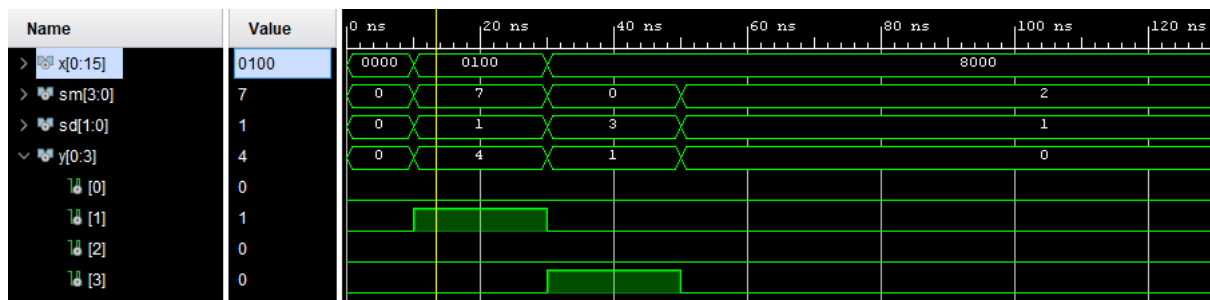 Name Value 0 ns 20 ns 40 ns 60 ns 80 ns 100 ns 120 ns
x[0:15] 0100 0000 0100 8000
sm[3:0] 7 0 7 0 2
sd[1:0] 1 0 1 3 1
y[0:3] 4 0 4 1 0
[0] 0
[1] 1
[2] 0
[3] 0